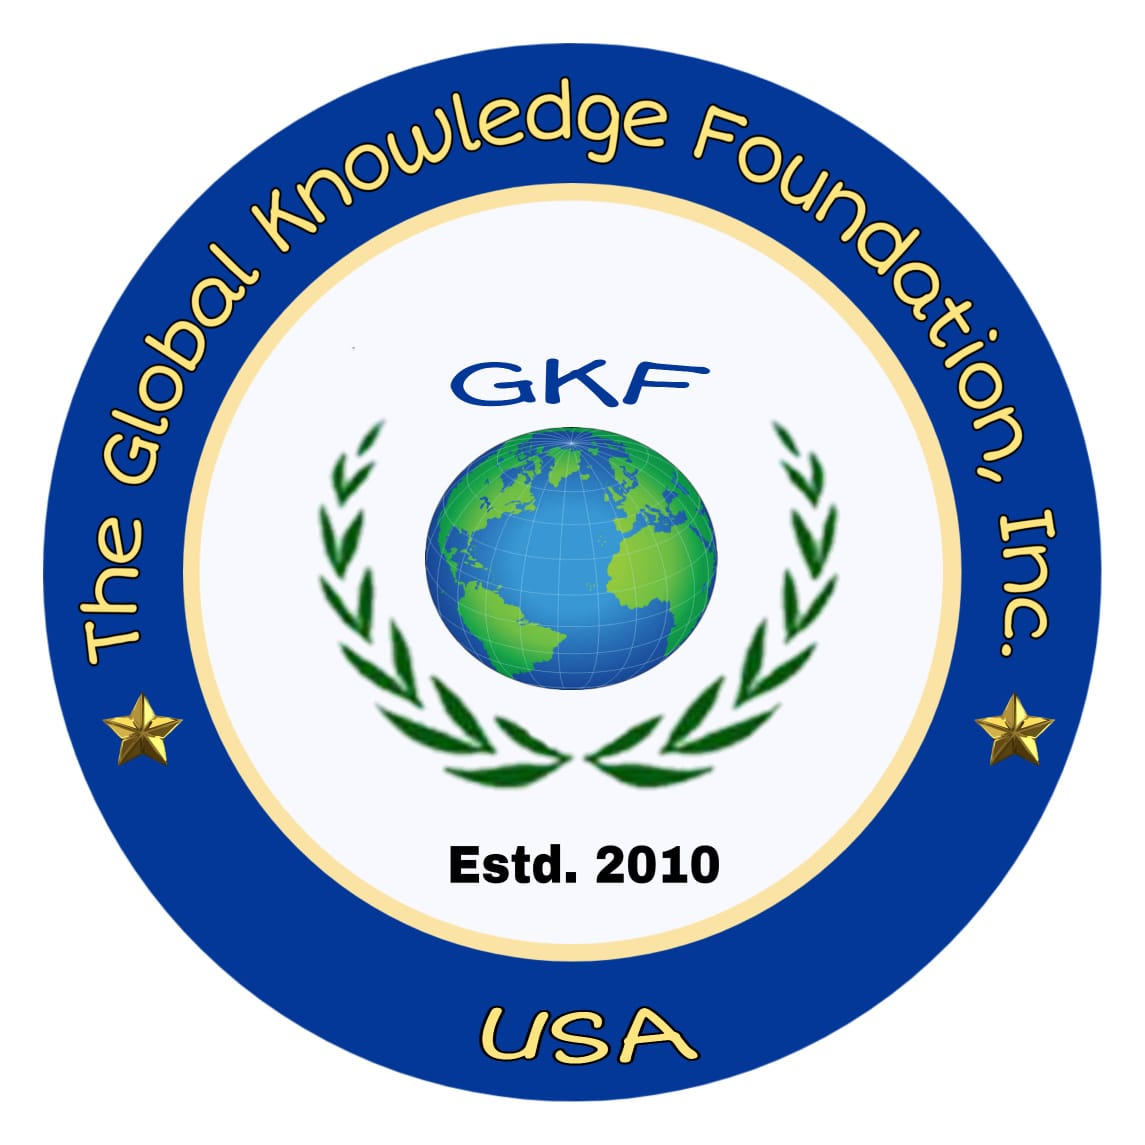 The Global Knowledge Foundation, Inc.
GKF
Estd. 2010
USA